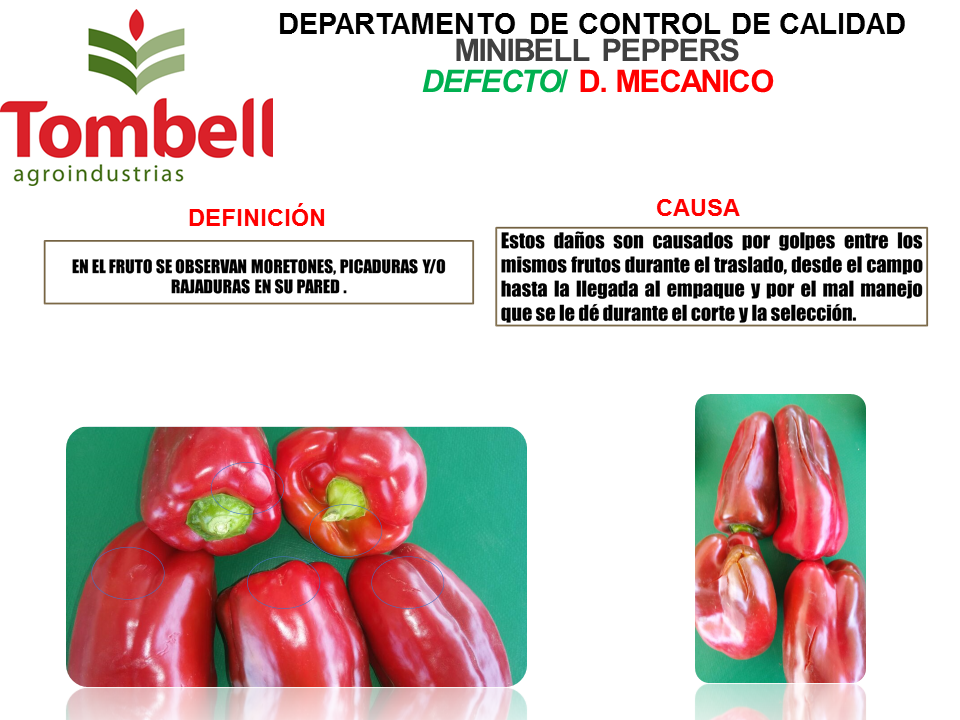 DEPARTAMENTO DE CONTROL DE CALIDAD
MINIBELL PEPPERS
DEFECTO/ D. MECANICO
Tombell
agroindustrias
DEFINICIÓN
EN EL FRUTO SE OBSERVAN MORETONES, PICADURAS Y/O
RAJADURAS EN SU PARED .
CAUSA
Estos daños son causados por golpes entre los
mismos frutos durante el traslado, desde el campo
hasta la llegada al empaque y por el mal manejo
que se le dé durante el corte y la selección.